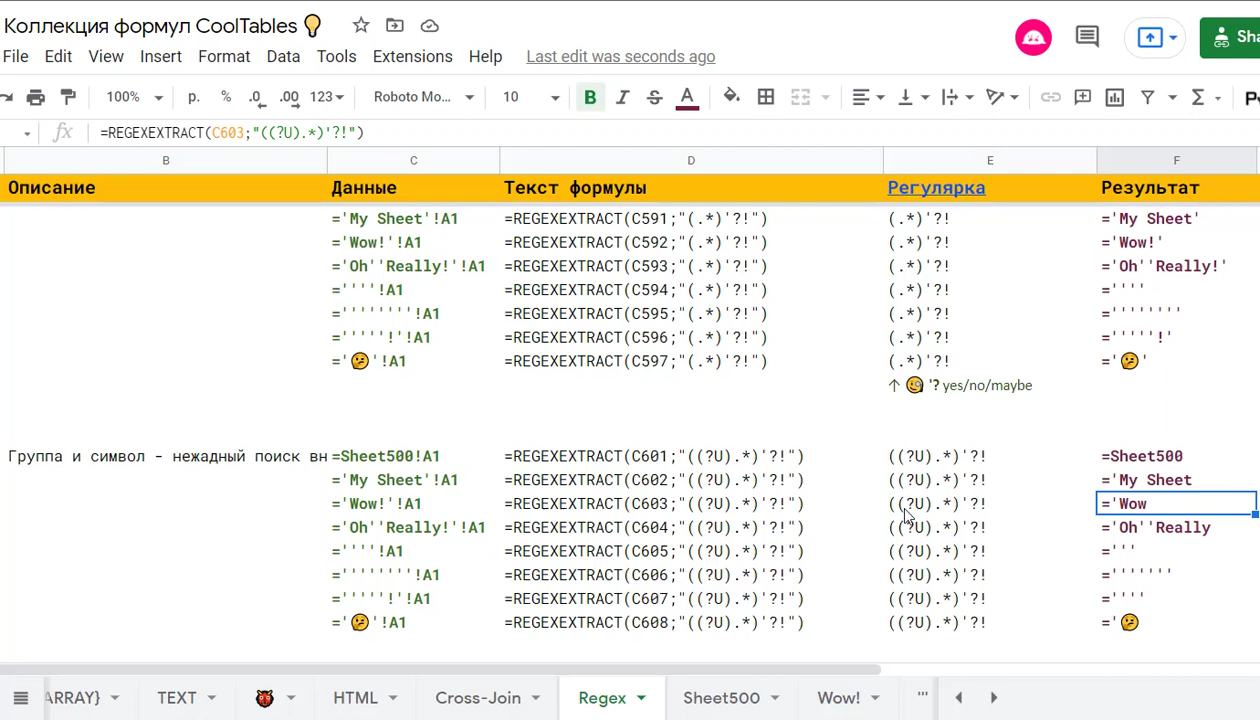 Коллекция формул CoolTables
File Edit View Insert Format Data Tools Extensions Help Last edit was seconds ago
100% р. % .0 .00 123 Roboto Mo... 10 B I S A Σ
fx =REGEXEXTRACT(C603;"((?U).*)'?!")
B C D E F
Описание Данные Текст формулы Регулярка Результат
='My Sheet'!A1 =REGEXEXTRACT(C591;"(.*)'?!") (.*)'?! ='My Sheet'
='Wow!'!A1 =REGEXEXTRACT(C592;"(.*)'?!") (.*)'?! ='Wow!'
='Oh''Really!'!A1 =REGEXEXTRACT(C593;"(.*)'?!") (.*)'?! ='Oh''Really!'
=''''!A1 =REGEXEXTRACT(C594;"(.*)'?!") (.*)'?! =''''
=''''''''!A1 =REGEXEXTRACT(C595;"(.*)'?!") (.*)'?! =''''''''
='''''!'!A1 =REGEXEXTRACT(C596;"(.*)'?!") (.*)'?! ='''''!'
='🤔'!A1 =REGEXEXTRACT(C597;"(.*)'?!") (.*)'?! ='🤔'
↑ 🧐 '? yes/no/maybe
Группа и символ - нежадный поиск вн =Sheet500!A1 =REGEXEXTRACT(C601;"((?U).*)'?!") ((?U).*)'?! =Sheet500
='My Sheet'!A1 =REGEXEXTRACT(C602;"((?U).*)'?!") ((?U).*)'?! ='My Sheet
='Wow!'!A1 =REGEXEXTRACT(C603;"((?U).*)'?!") ((?U).*)'?! ='Wow
='Oh''Really!'!A1 =REGEXEXTRACT(C604;"((?U).*)'?!") ((?U).*)'?! ='Oh''Really
=''''!A1 =REGEXEXTRACT(C605;"((?U).*)'?!") ((?U).*)'?! ='''
=''''''''!A1 =REGEXEXTRACT(C606;"((?U).*)'?!") ((?U).*)'?! ='''''''
='''''!'!A1 =REGEXEXTRACT(C607;"((?U).*)'?!") ((?U).*)'?! =''''
='🤔'!A1 =REGEXEXTRACT(C608;"((?U).*)'?!") ((?U).*)'?! ='🤔
ARRAY} TEXT 👹 HTML Cross-Join Regex Sheet500 Wow! '''